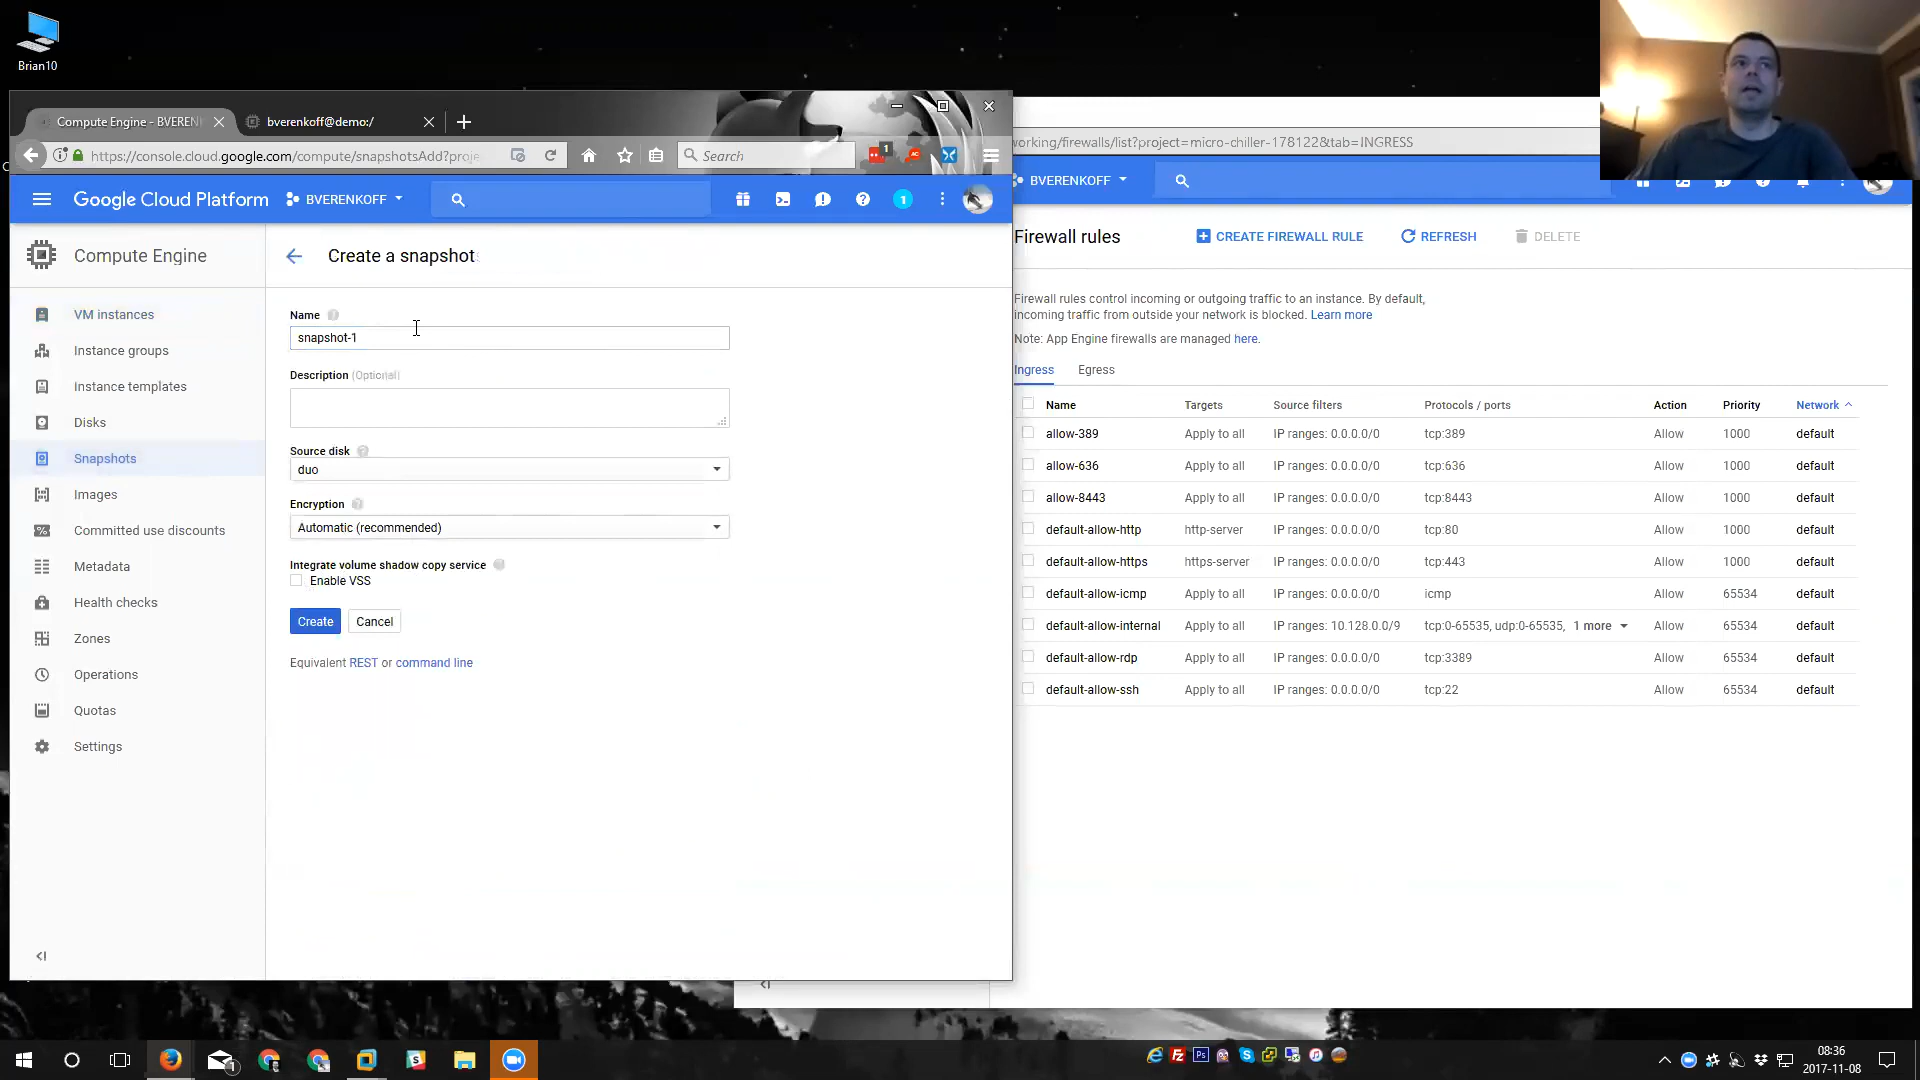 Brian10
Compute Engine - BVEREN
bverenkoff@demo:/
https://console.cloud.google.com/compute/snapshotsAdd?proje
Search
1
Google Cloud Platform
BVERENKOFF
1
Compute Engine
VM instances
Instance groups
Instance templates
Disks
Snapshots
Images
Committed use discounts
Metadata
Health checks
Zones
Operations
Quotas
Settings
Create a snapshot
Name
snapshot-1
Description (Optional)
Source disk
duo
Encryption
Automatic (recommended)
Integrate volume shadow copy service
Enable VSS
Create
Cancel
Equivalent REST or command line
working/firewalls/list?project=micro-chiller-178122&tab=INGRESS
BVERENKOFF
Firewall rules
CREATE FIREWALL RULE
REFRESH
DELETE
Firewall rules control incoming or outgoing traffic to an instance. By default,
incoming traffic from outside your network is blocked. Learn more
Note: App Engine firewalls are managed here.
Ingress
Egress
Name Targets Source filters Protocols / ports Action Priority Network
allow-389 Apply to all IP ranges: 0.0.0.0/0 tcp:389 Allow 1000 default
allow-636 Apply to all IP ranges: 0.0.0.0/0 tcp:636 Allow 1000 default
allow-8443 Apply to all IP ranges: 0.0.0.0/0 tcp:8443 Allow 1000 default
default-allow-http http-server IP ranges: 0.0.0.0/0 tcp:80 Allow 1000 default
default-allow-https https-server IP ranges: 0.0.0.0/0 tcp:443 Allow 1000 default
default-allow-icmp Apply to all IP ranges: 0.0.0.0/0 icmp Allow 65534 default
default-allow-internal Apply to all IP ranges: 10.128.0.0/9 tcp:0-65535, udp:0-65535, 1 more Allow 65534 default
default-allow-rdp Apply to all IP ranges: 0.0.0.0/0 tcp:3389 Allow 65534 default
default-allow-ssh Apply to all IP ranges: 0.0.0.0/0 tcp:22 Allow 65534 default
08:36
2017-11-08